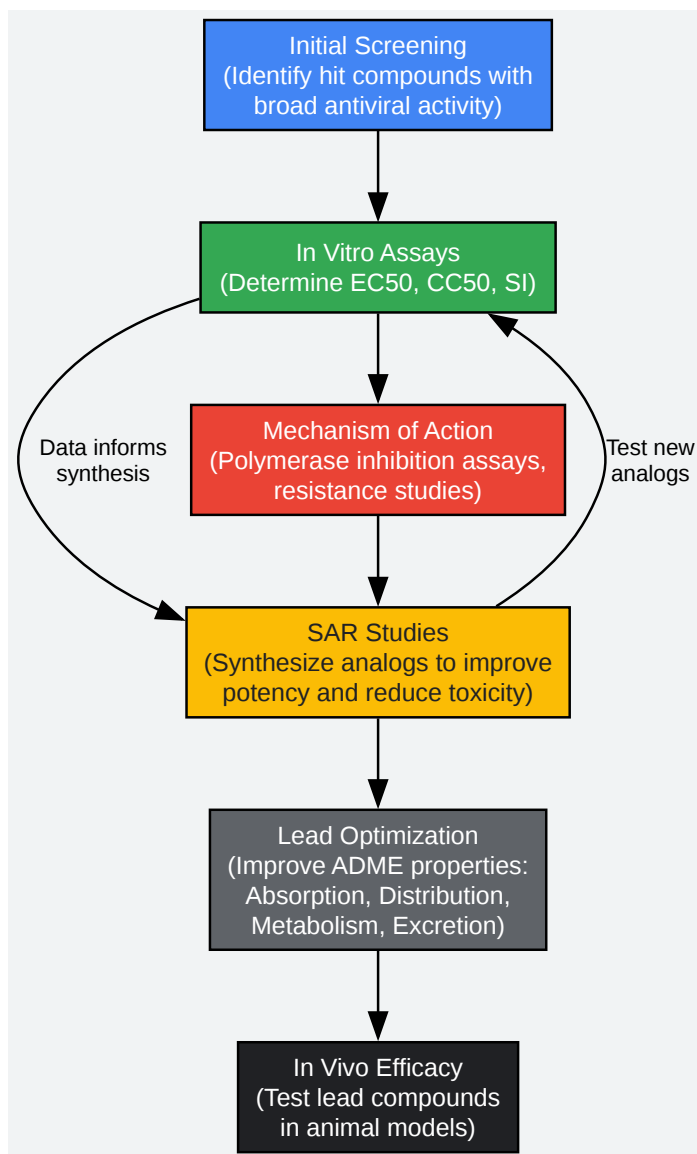 Initial Screening
(Identify hit compounds with
broad antiviral activity)
In Vitro Assays
(Determine EC50, CC50, SI)
Mechanism of Action
(Polymerase inhibition assays,
resistance studies)
Data informs
synthesis
Test new
analogs
SAR Studies
(Synthesize analogs to improve
potency and reduce toxicity)
Lead Optimization
(Improve ADME properties:
Absorption, Distribution,
Metabolism, Excretion)
In Vivo Efficacy
(Test lead compounds
in animal models)